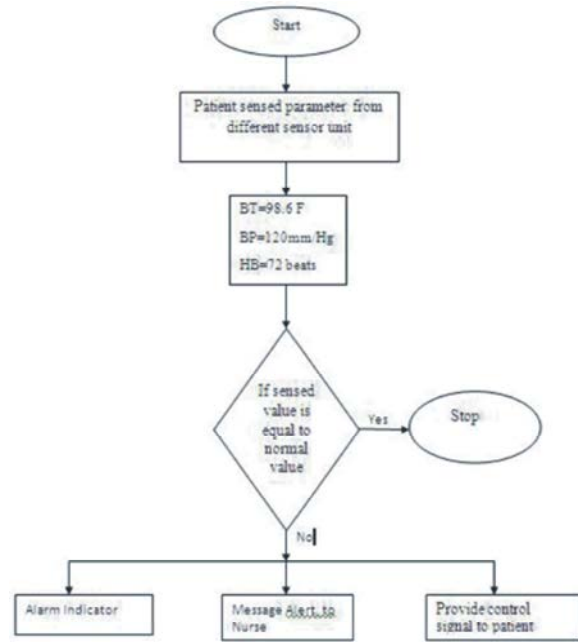 Start
Patient sensed parameter from
different sensor unit
BT=98.6 F
BP=120mm/Hg
HB=72 beats
If sensed
value is
equal to
normal
value
Yes
Stop
No
Alarm Indicator
Message Alert, to
Nurse
Provide control
signal to patient